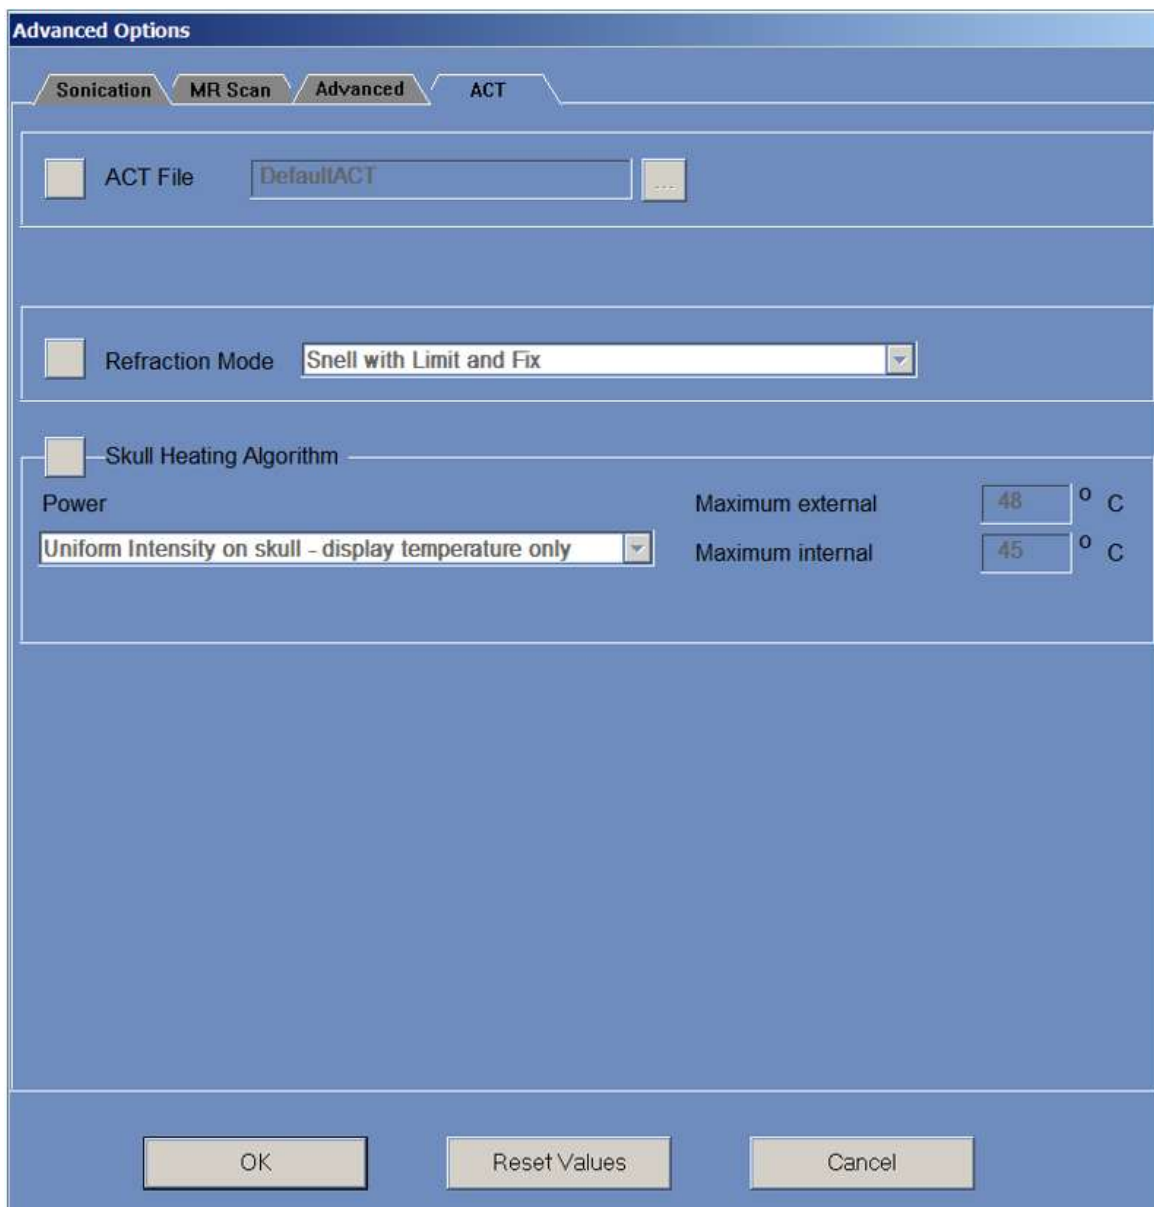 Advanced Options
Sonication MR Scan Advanced ACT
ACT File DefaultACT ...
Refraction Mode Snell with Limit and Fix
Skull Heating Algorithm
Power Maximum external 48 o C
Uniform Intensity on skull - display temperature only Maximum internal 45 o C
OK Reset Values Cancel